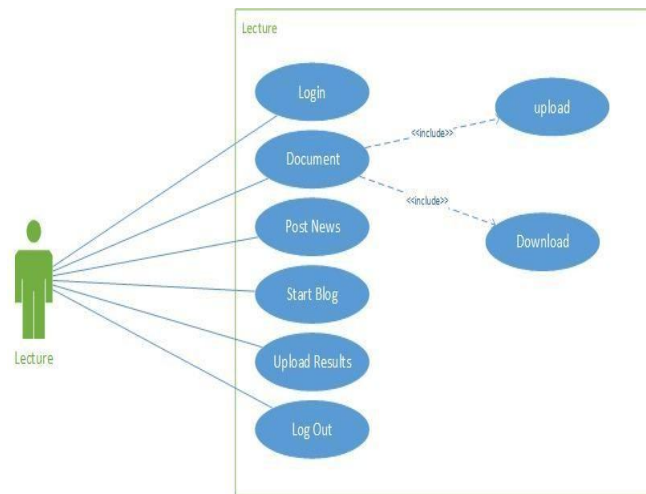 Lecture
Login
upload
<<include>>
Document
<<include>>
Post News
Download
Start Blog
Lecture
Upload Results
Log Out